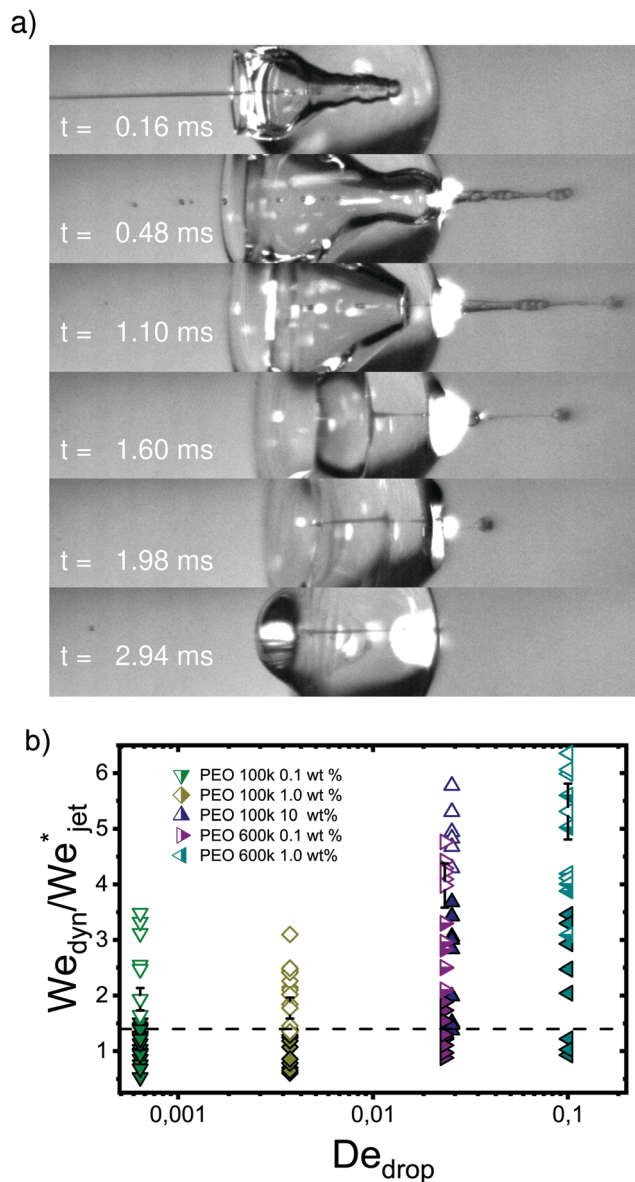 a)
t = 0.16 ms
t = 0.48 ms
t = 1.10 ms
t = 1.60 ms
t = 1.98 ms
t = 2.94 ms
b)
PEO 100k 0.1 wt %
PEO 100k 1.0 wt %
PEO 100k 10 wt%
PEO 600k 0.1 wt %
PEO 600k 1.0 wt%
6
5
4
3
2
1
We_dyn/We*_jet
0,001
0,01
0,1
De_drop